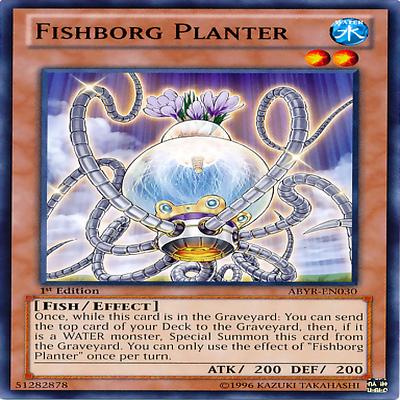 FISHBORG PLANTER
WATER
水
1st Edition
ABYR-EN030
[FISH/EFFECT]
Once, while this card is in the Graveyard: You can send
the top card of your Deck to the Graveyard, then, if it
is a WATER monster, Special Summon this card from
the Graveyard. You can only use the effect of "Fishborg
Planter" once per turn.
ATK/ 200 DEF/ 200
51282878
©1996 KAZUKI TAKAHASHI